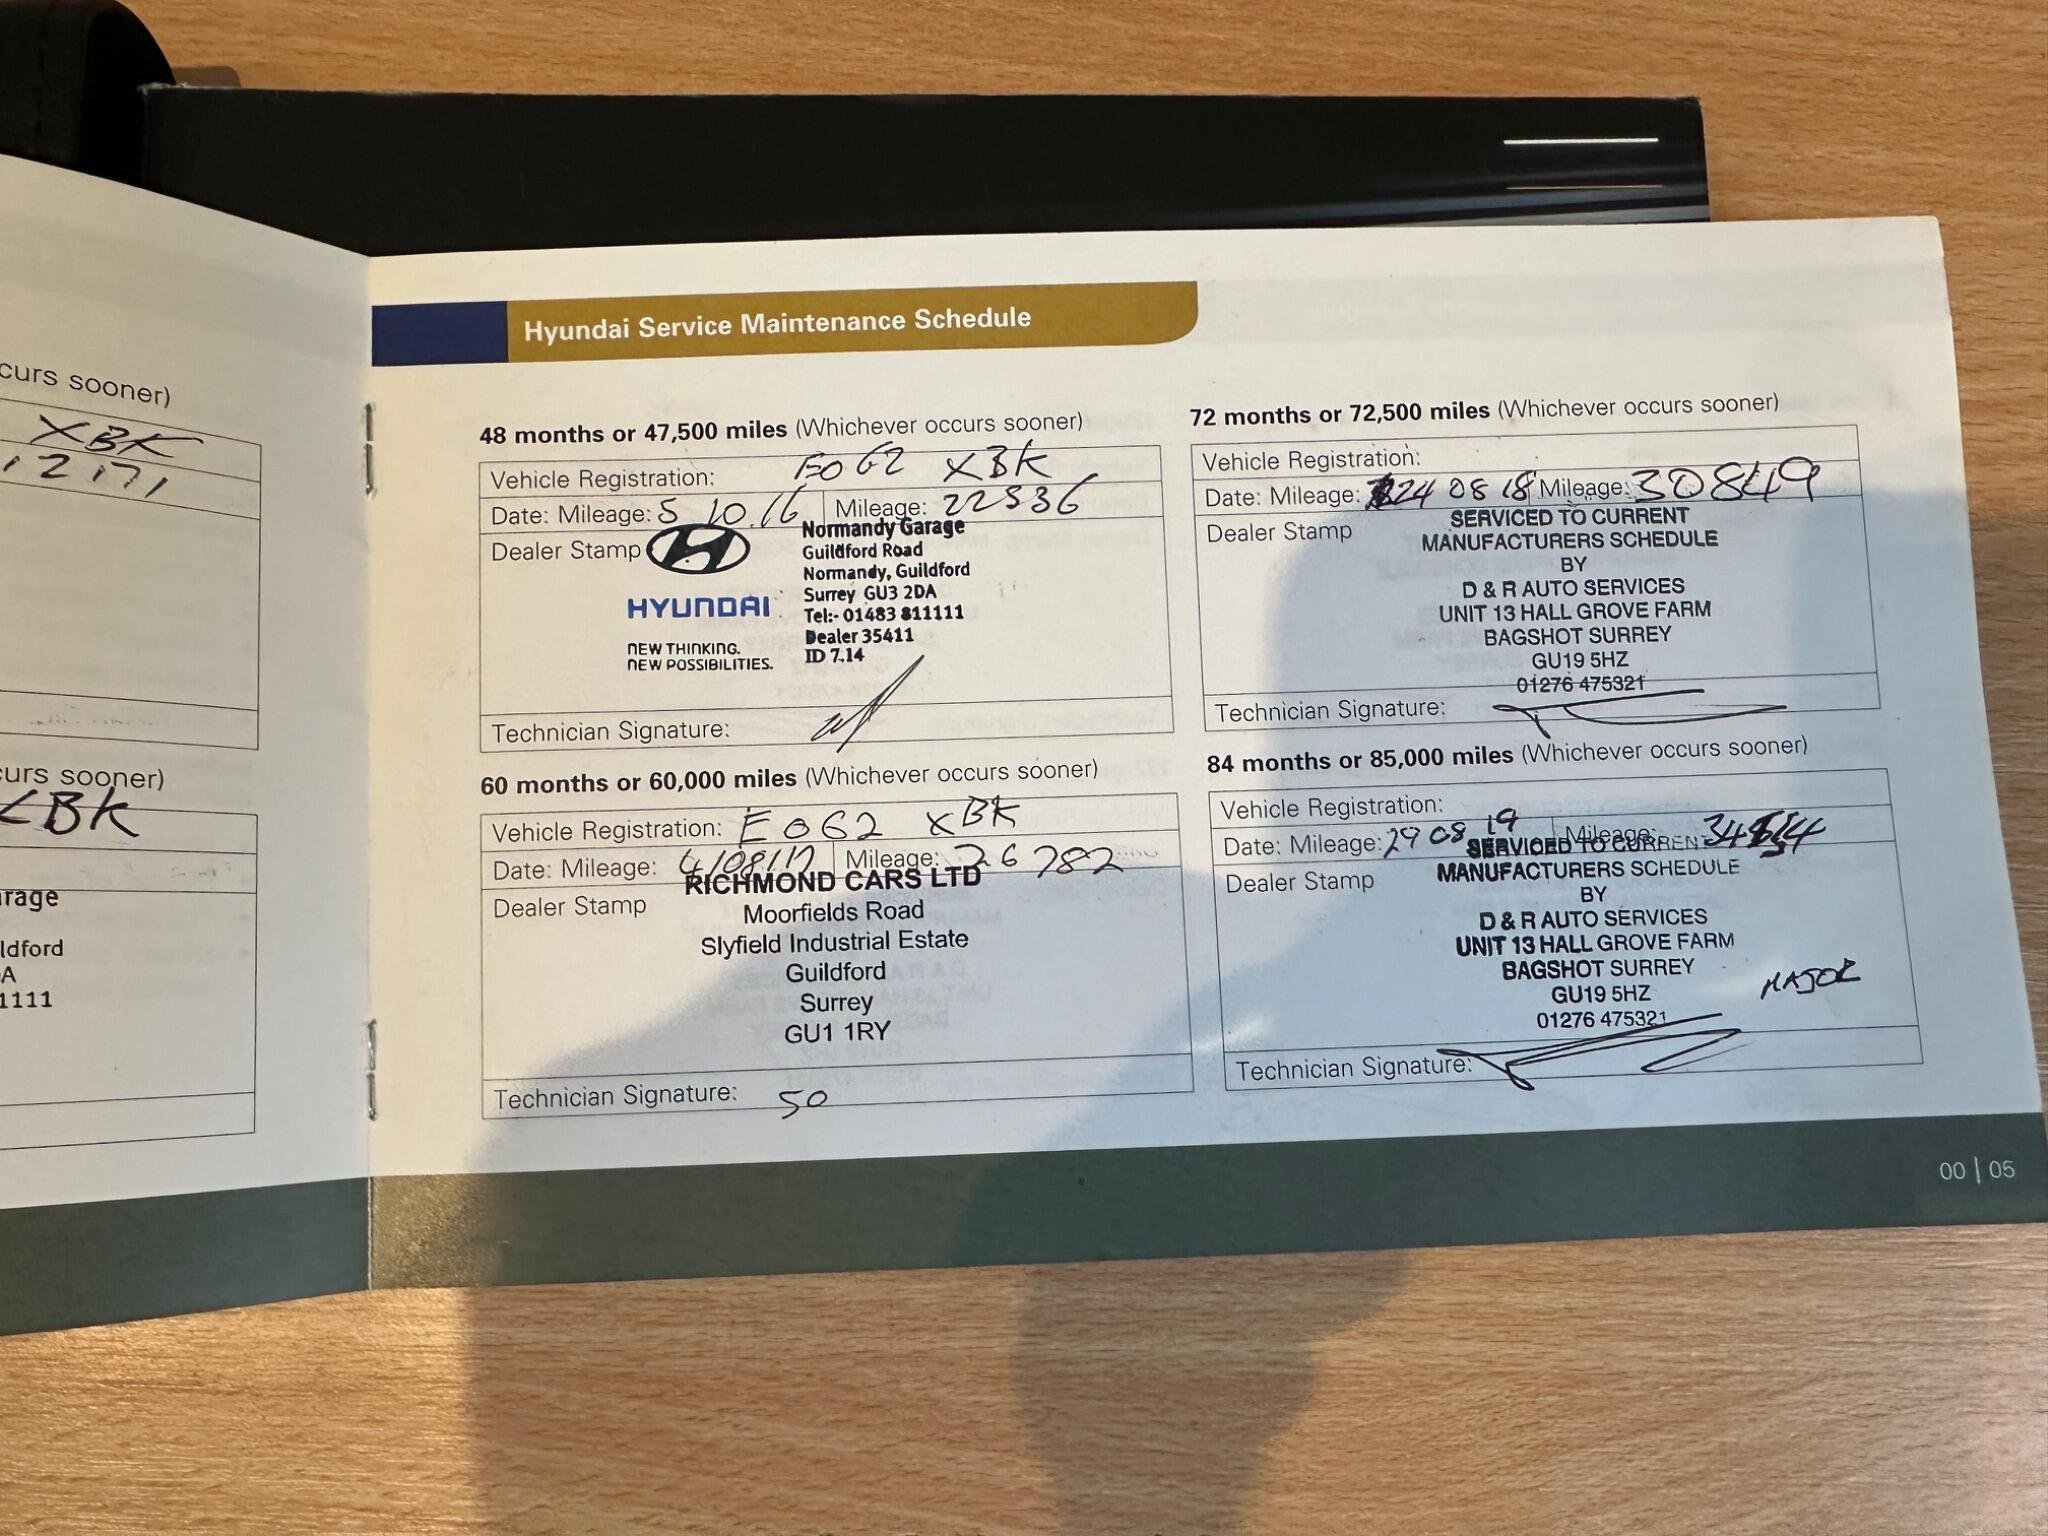 curs sooner)
XBK
12171
urs sooner)
XBK
rage
ldford
A
1111
Hyundai Service Maintenance Schedule
48 months or 47,500 miles (Whichever occurs sooner)
Vehicle Registration: EO62 XBK
Date: Mileage: 5 10.16 Mileage: 22536
Dealer Stamp
HYUNDAI
NEW THINKING.
NEW POSSIBILITIES.
Normandy Garage
Guildford Road
Normandy, Guildford
Surrey GU3 2DA
Tel:- 01483 811111
Dealer 35411
ID 7.14
Technician Signature:
60 months or 60,000 miles (Whichever occurs sooner)
Vehicle Registration: EO62 XBK
Date: Mileage: 4/08/17 Mileage: 26782
Dealer Stamp
RICHMOND CARS LTD
Moorfields Road
Slyfield Industrial Estate
Guildford
Surrey
GU1 1RY
Technician Signature: 50
72 months or 72,500 miles (Whichever occurs sooner)
Vehicle Registration:
Date: Mileage: 24 08 18 Mileage: 30849
Dealer Stamp
SERVICED TO CURRENT
MANUFACTURERS SCHEDULE
BY
D & R AUTO SERVICES
UNIT 13 HALL GROVE FARM
BAGSHOT SURREY
GU19 5HZ
01276 475321
Technician Signature:
84 months or 85,000 miles (Whichever occurs sooner)
Vehicle Registration:
Date: Mileage: 29 08 19 Mileage:
Dealer Stamp
SERVICED TO CURRENT
MANUFACTURERS SCHEDULE
BY
D & R AUTO SERVICES
UNIT 13 HALL GROVE FARM
BAGSHOT SURREY
GU19 5HZ
01276 475321
MAJOR
Technician Signature:
00 | 05